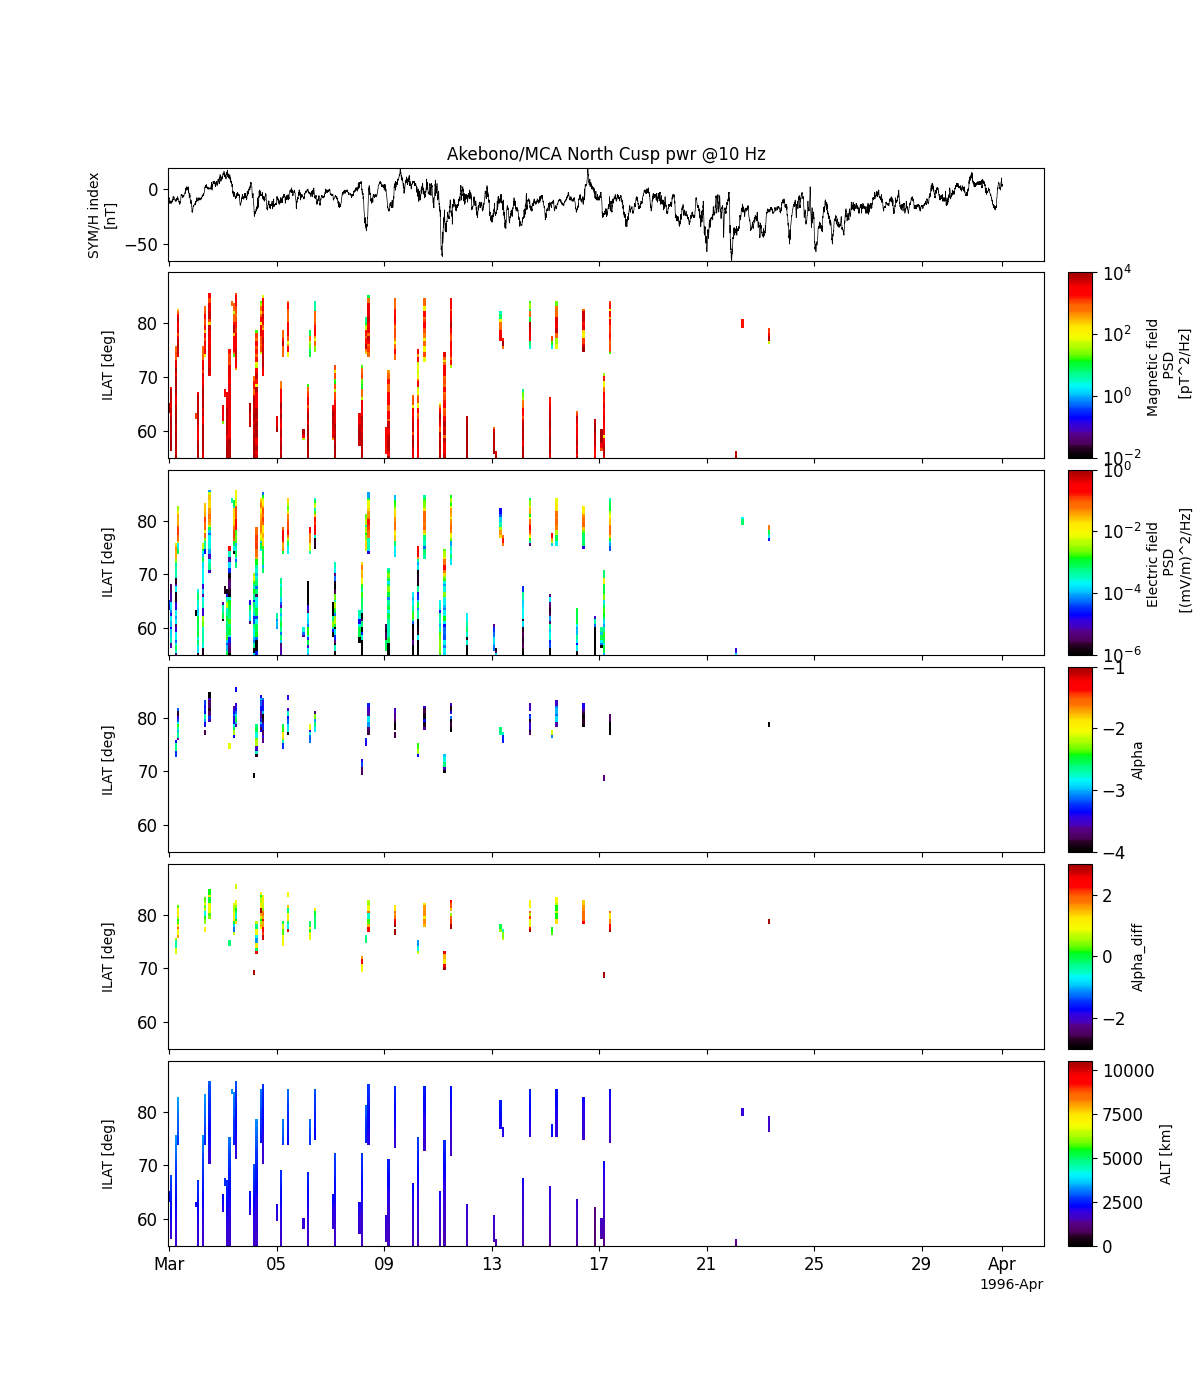 Akebono/MCA North Cusp pwr @10 Hz
SYM/H index
[nT]
0
−50
ILAT [deg]
80
70
60
10^4
10^2
10^0
10^-2
Magnetic field
PSD
[pT^2/Hz]
ILAT [deg]
80
70
60
10^0
10^-2
10^-4
10^-6
Electric field
PSD
[(mV/m)^2/Hz]
ILAT [deg]
80
70
60
−1
−2
−3
−4
Alpha
ILAT [deg]
80
70
60
2
0
−2
Alpha_diff
ILAT [deg]
80
70
60
10000
7500
5000
2500
0
ALT [km]
Mar 05 09 13 17 21 25 29 Apr
1996-Apr